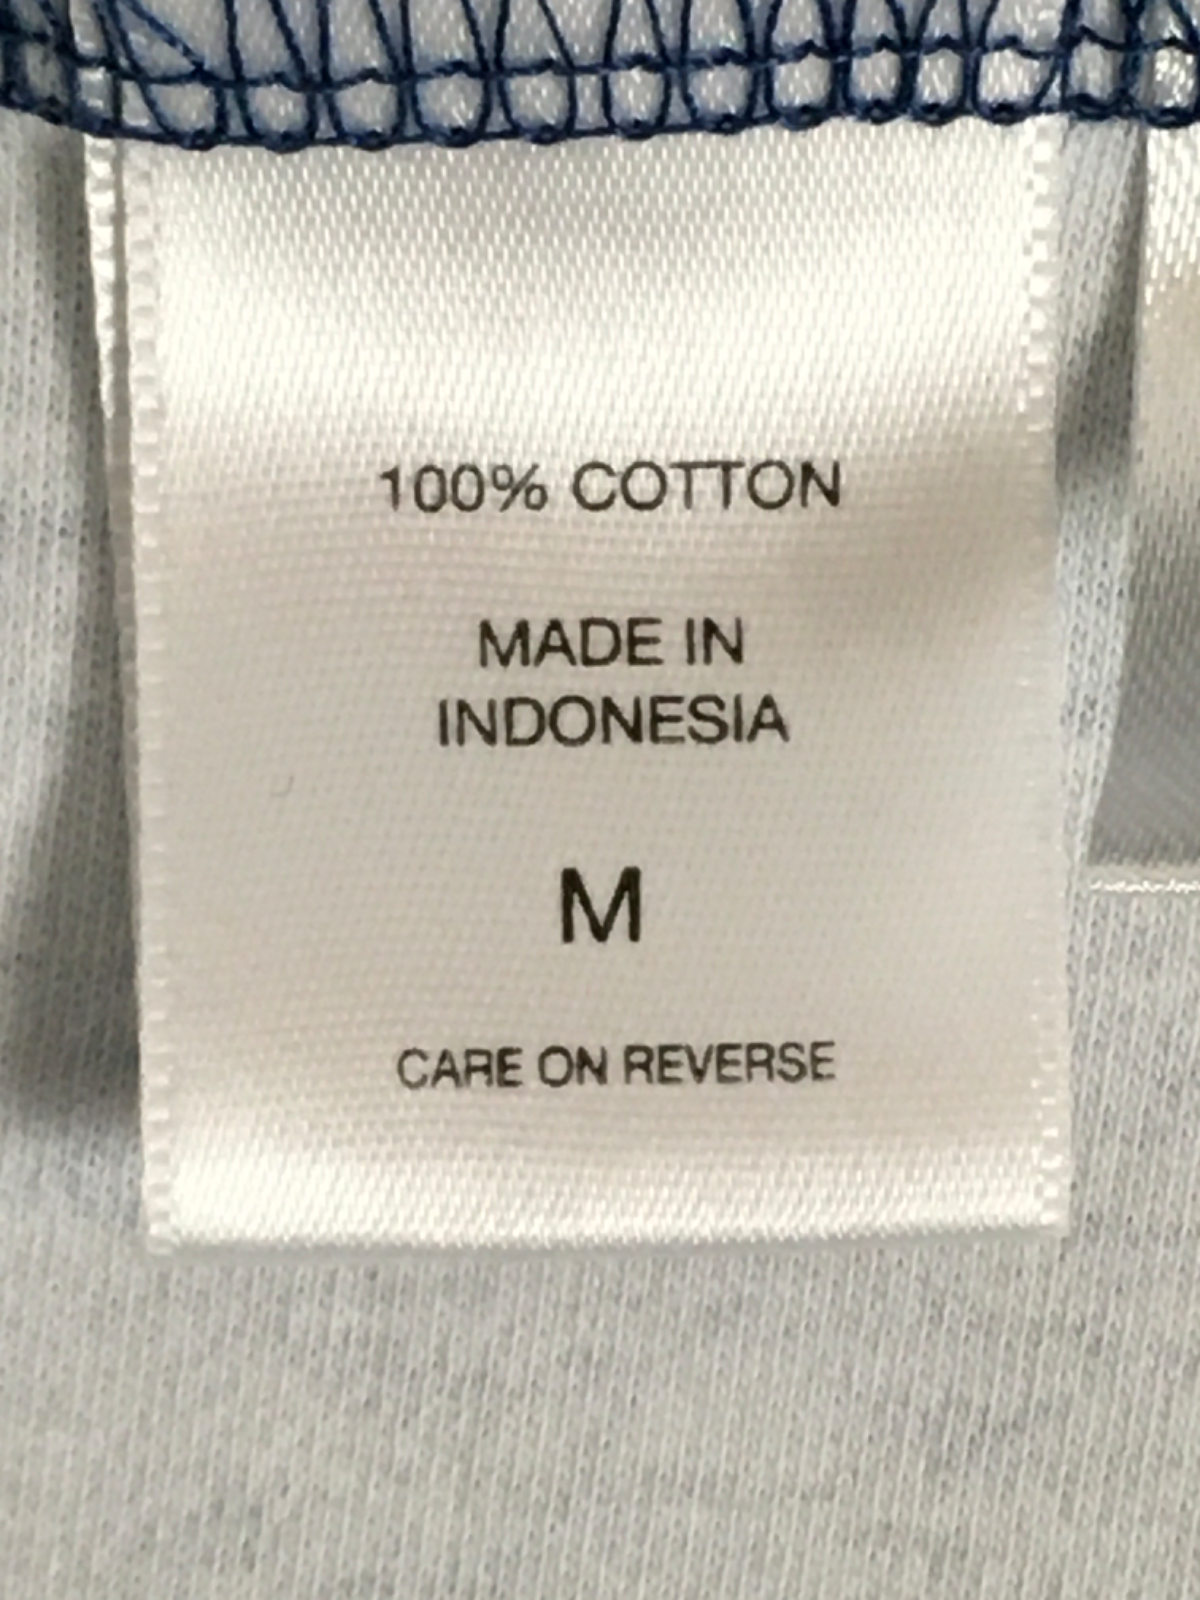 100% COTTON
MADE IN
INDONESIA
M
CARE ON REVERSE